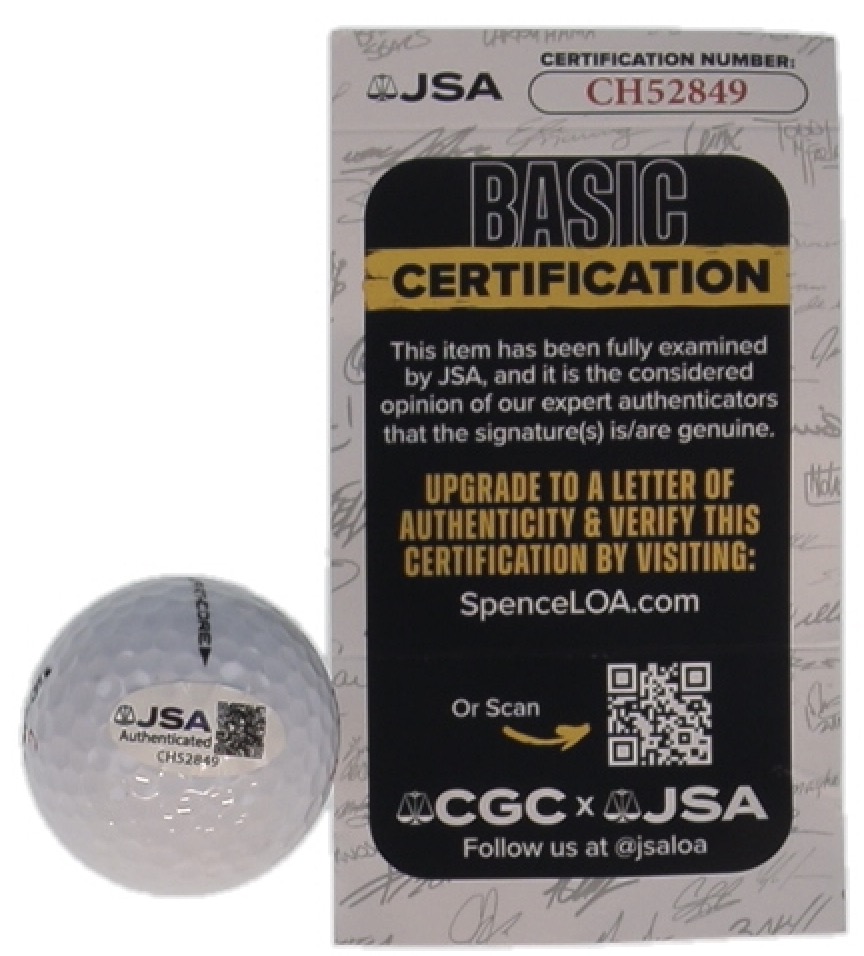 JSA
CERTIFICATION NUMBER:
CH52849
BASIC
CERTIFICATION
This item has been fully examined
by JSA, and it is the considered
opinion of our expert authenticators
that the signature(s) is/are genuine.
UPGRADE TO A LETTER OF
AUTHENTICITY & VERIFY THIS
CERTIFICATION BY VISITING:
SpenceLOA.com
Or Scan
CGC x JSA
Follow us at @jsaloa
JSA
Authenticated
CH52849